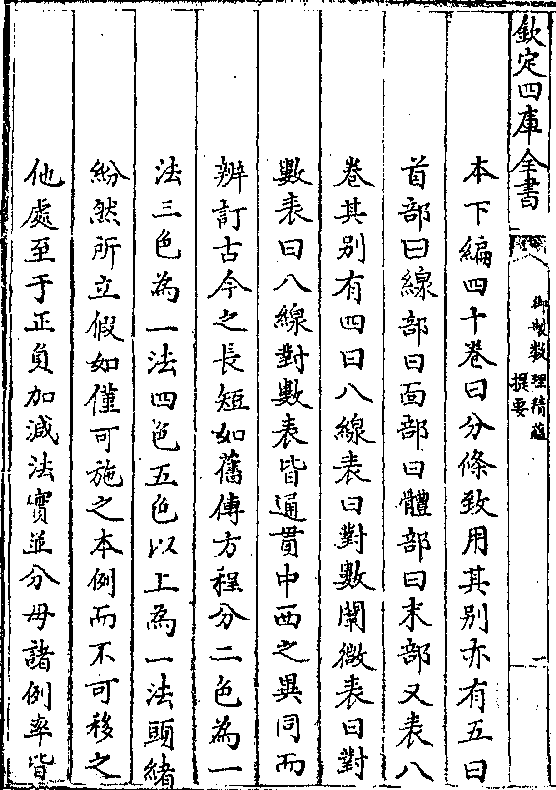 欽定四庫全書
御製數理精蘊
提要
一
本下編四十卷曰分條致用其别亦有五曰
首部曰線部曰面部曰體部曰末部又表八
卷其别有四曰八線表曰對數闡微表曰對
數表曰八線對數表皆通貫中西之異同而
辨訂古今之長短如舊傳方程分二色為一
法三色為一法四色五色以上為一法頭緒
紛然所立假如僅可施之本例而不可移之
他處至于正負加減法實並分母諸例率皆